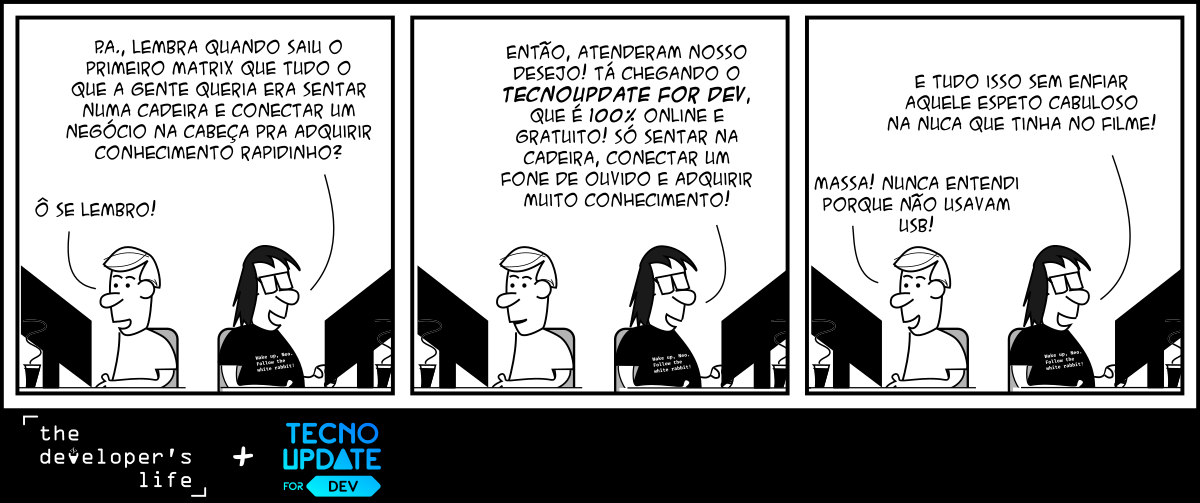 P.A., LEMBRA QUANDO SAIU O
PRIMEIRO MATRIX QUE TUDO O
QUE A GENTE QUERIA ERA SENTAR
NUMA CADEIRA E CONECTAR UM
NEGÓCIO NA CABEÇA PRA ADQUIRIR
CONHECIMENTO RAPIDINHO?
Ô SE LEMBRO!
Wake up, Neo.
Follow the
white rabbit!
ENTÃO, ATENDERAM NOSSO
DESEJO! TÁ CHEGANDO O
TECNOUPDATE FOR DEV,
QUE É 100% ONLINE E
GRATUITO! SÓ SENTAR NA
CADEIRA, CONECTAR UM
FONE DE OUVIDO E ADQUIRIR
MUITO CONHECIMENTO!
Wake up, Neo.
Follow the
white rabbit!
E TUDO ISSO SEM ENFIAR
AQUELE ESPETO CABULOSO
NA NUCA QUE TINHA NO FILME!
MASSA! NUNCA ENTENDI
PORQUE NÃO USAVAM
USB!
Wake up, Neo.
Follow the
white rabbit!
the
developer's
life
+
TECNO
UPDATE
FOR DEV